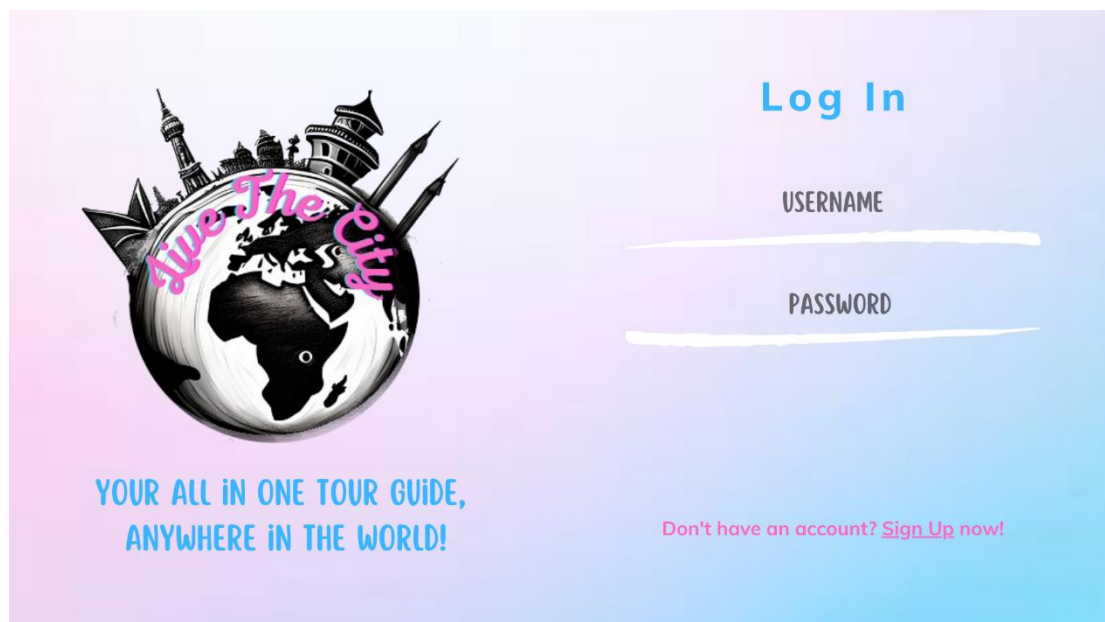 Live The City
YOUR ALL iN ONE TOUR GUiDE,
ANYWHERE iN THE WORLD!
Log In
USERNAME
PASSWORD
Don't have an account? Sign Up now!